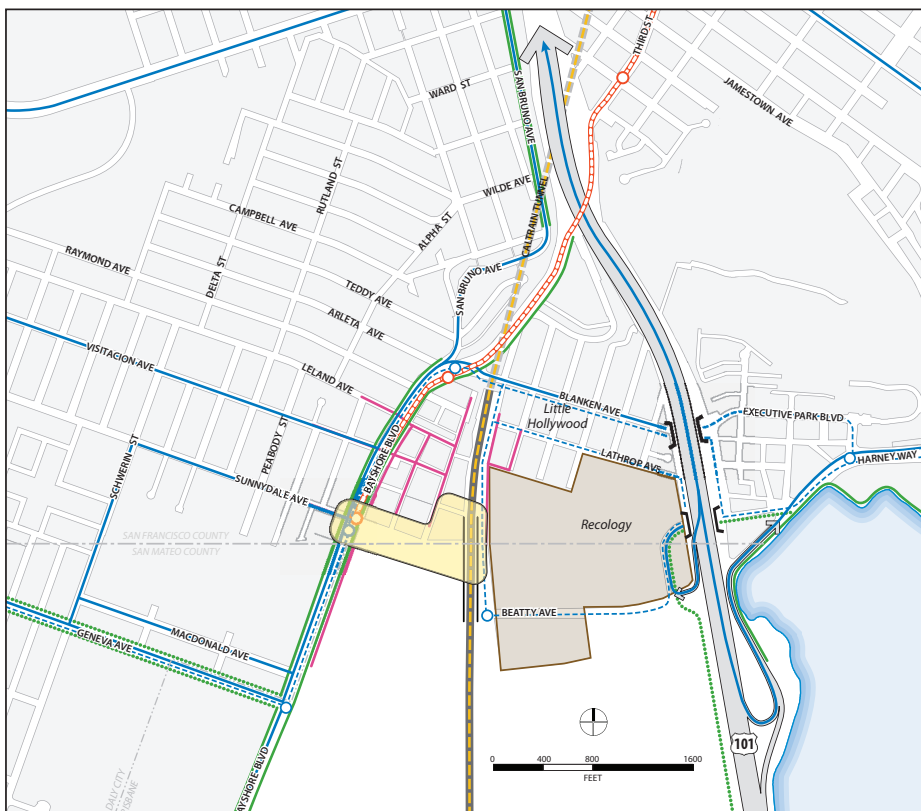 THIRD ST
SAN BRUNO AVE
WARD ST
JAMESTOWN AVE
RUTLAND ST
WILDE AVE
CALTRAIN TUNNEL
CAMPBELL AVE
ALPHA ST
RAYMOND AVE
DELTA ST
SAN BRUNO AVE
TEDDY AVE
ARLETA AVE
VISITACION AVE
LELAND AVE
BLANKEN AVE
Little
Hollywood
EXECUTIVE PARK BLVD
PEABODY ST
BAYSHORE BLVD
SCHWERIN ST
LATHROP AVE
HARNEY WAY
SUNNYDALE AVE
Recology
SAN FRANCISCO COUNTY
SAN MATEO COUNTY
BEATTY AVE
GENEVA AVE
MACDONALD AVE
101
BAYSHORE BLVD
DALY CITY
0 400 800 1600
FEET